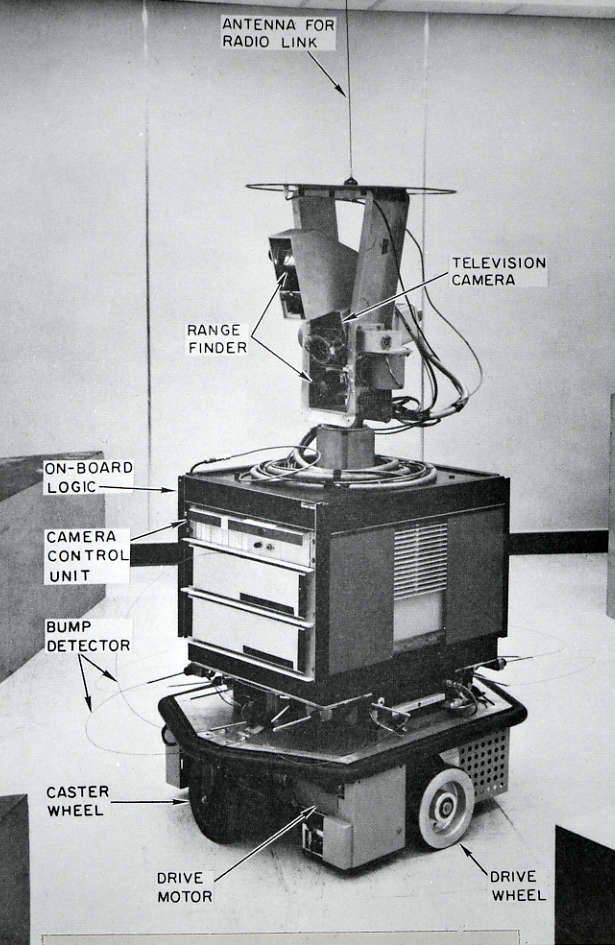 ANTENNA FOR
RADIO LINK
TELEVISION
CAMERA
RANGE
FINDER
ON-BOARD
LOGIC
CAMERA
CONTROL
UNIT
BUMP
DETECTOR
CASTER
WHEEL
DRIVE
MOTOR
DRIVE
WHEEL